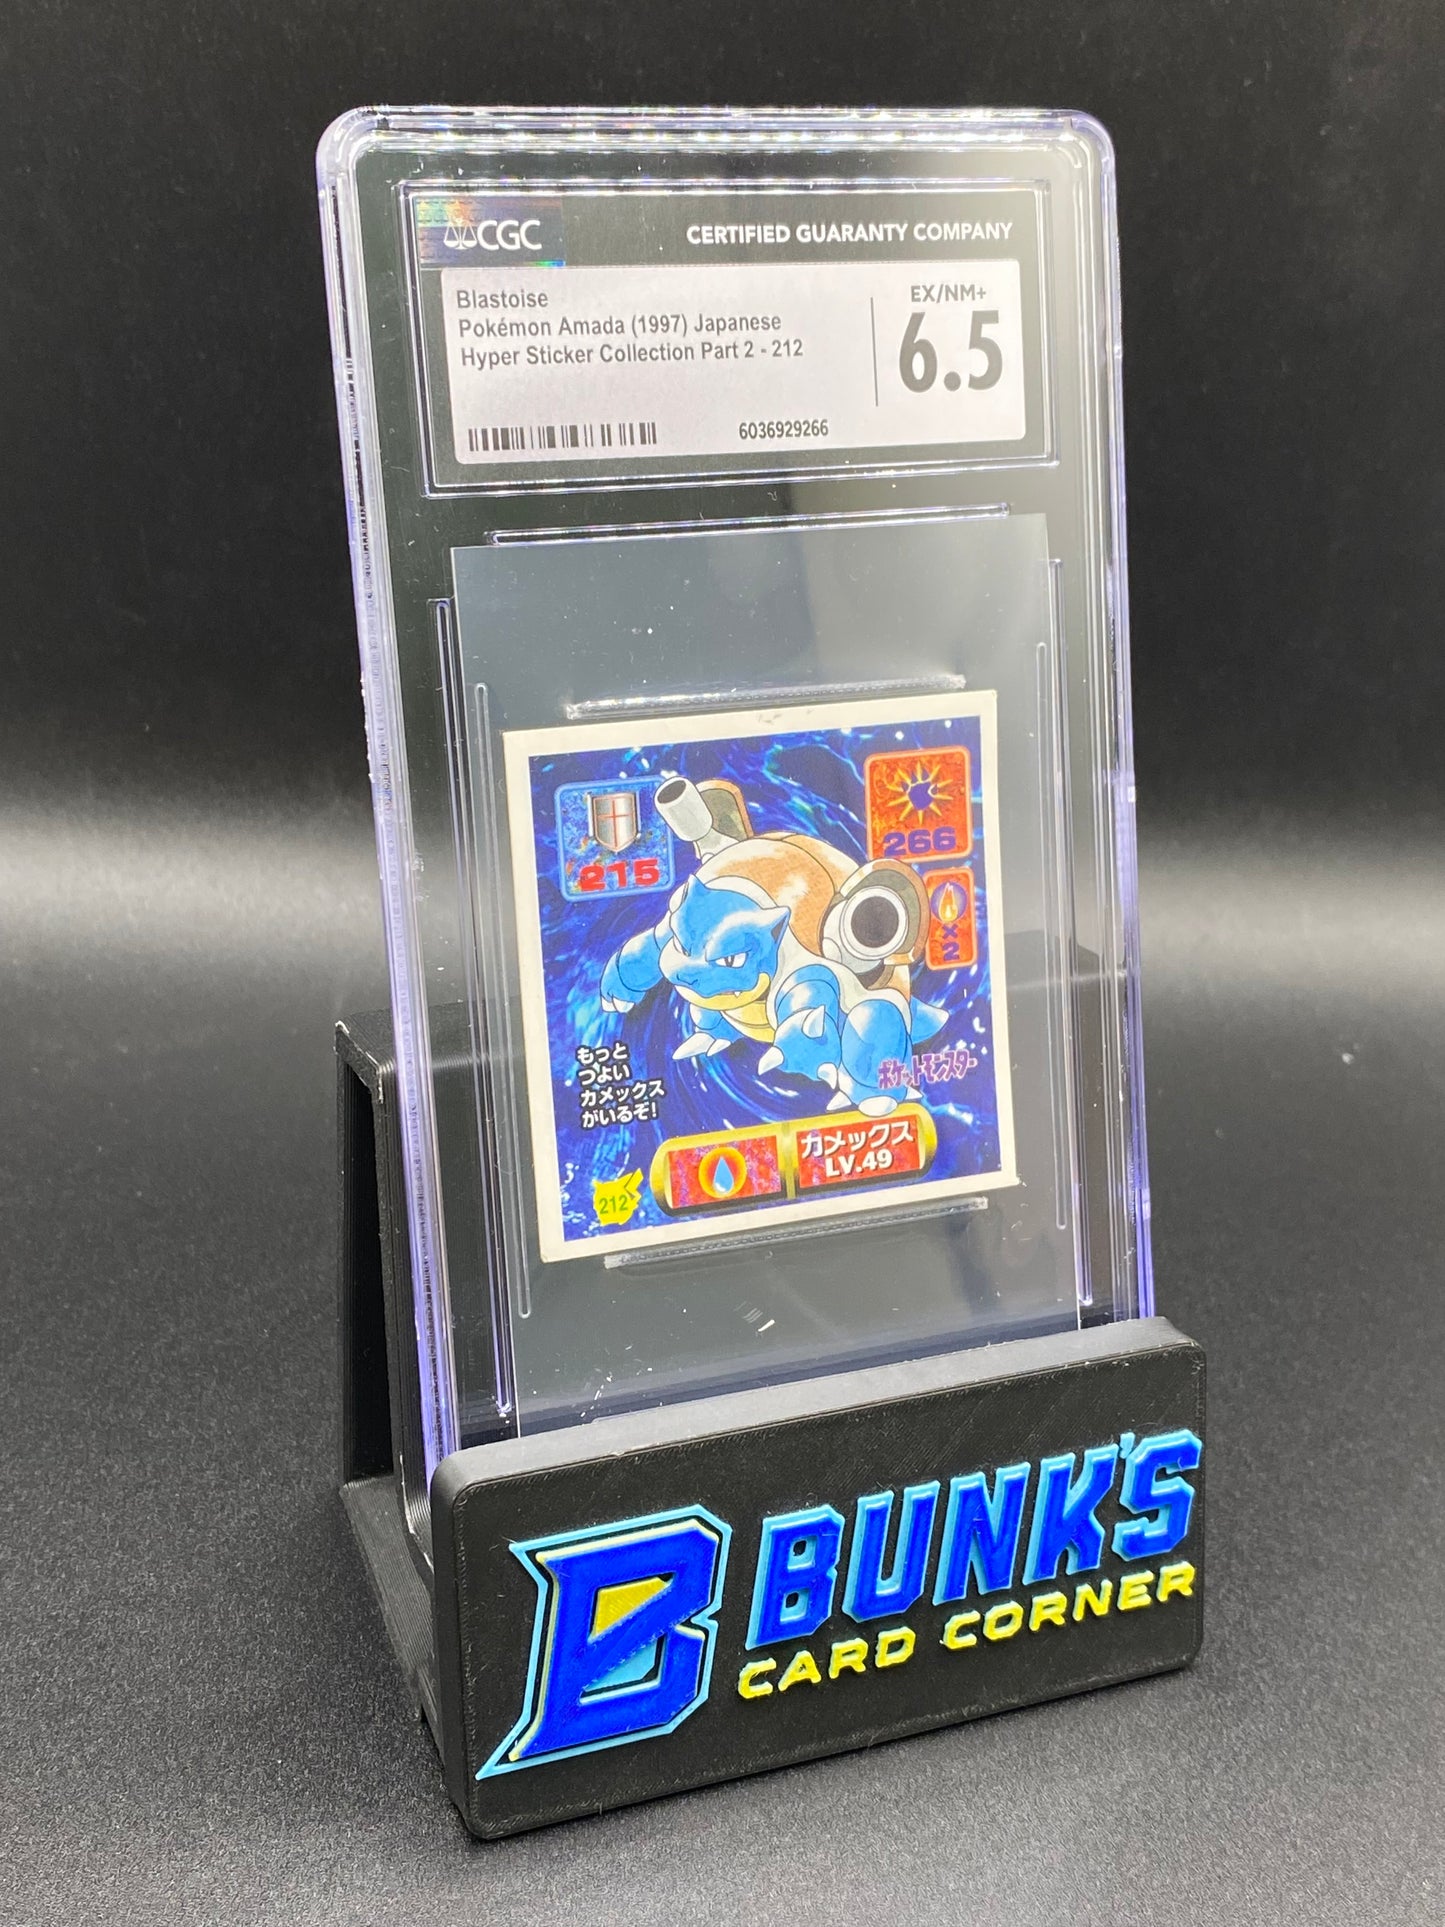 CGC
CERTIFIED GUARANTY COMPANY
Blastoise
Pokémon Amada (1997) Japanese
Hyper Sticker Collection Part 2 - 212
EX/NM+
6.5
6036929266
215
266
×2
もっと
つよい
カメックス
がいるぞ!
ポケットモンスター
カメックス
LV.49
212
B
BUNK'S
CARD CORNER